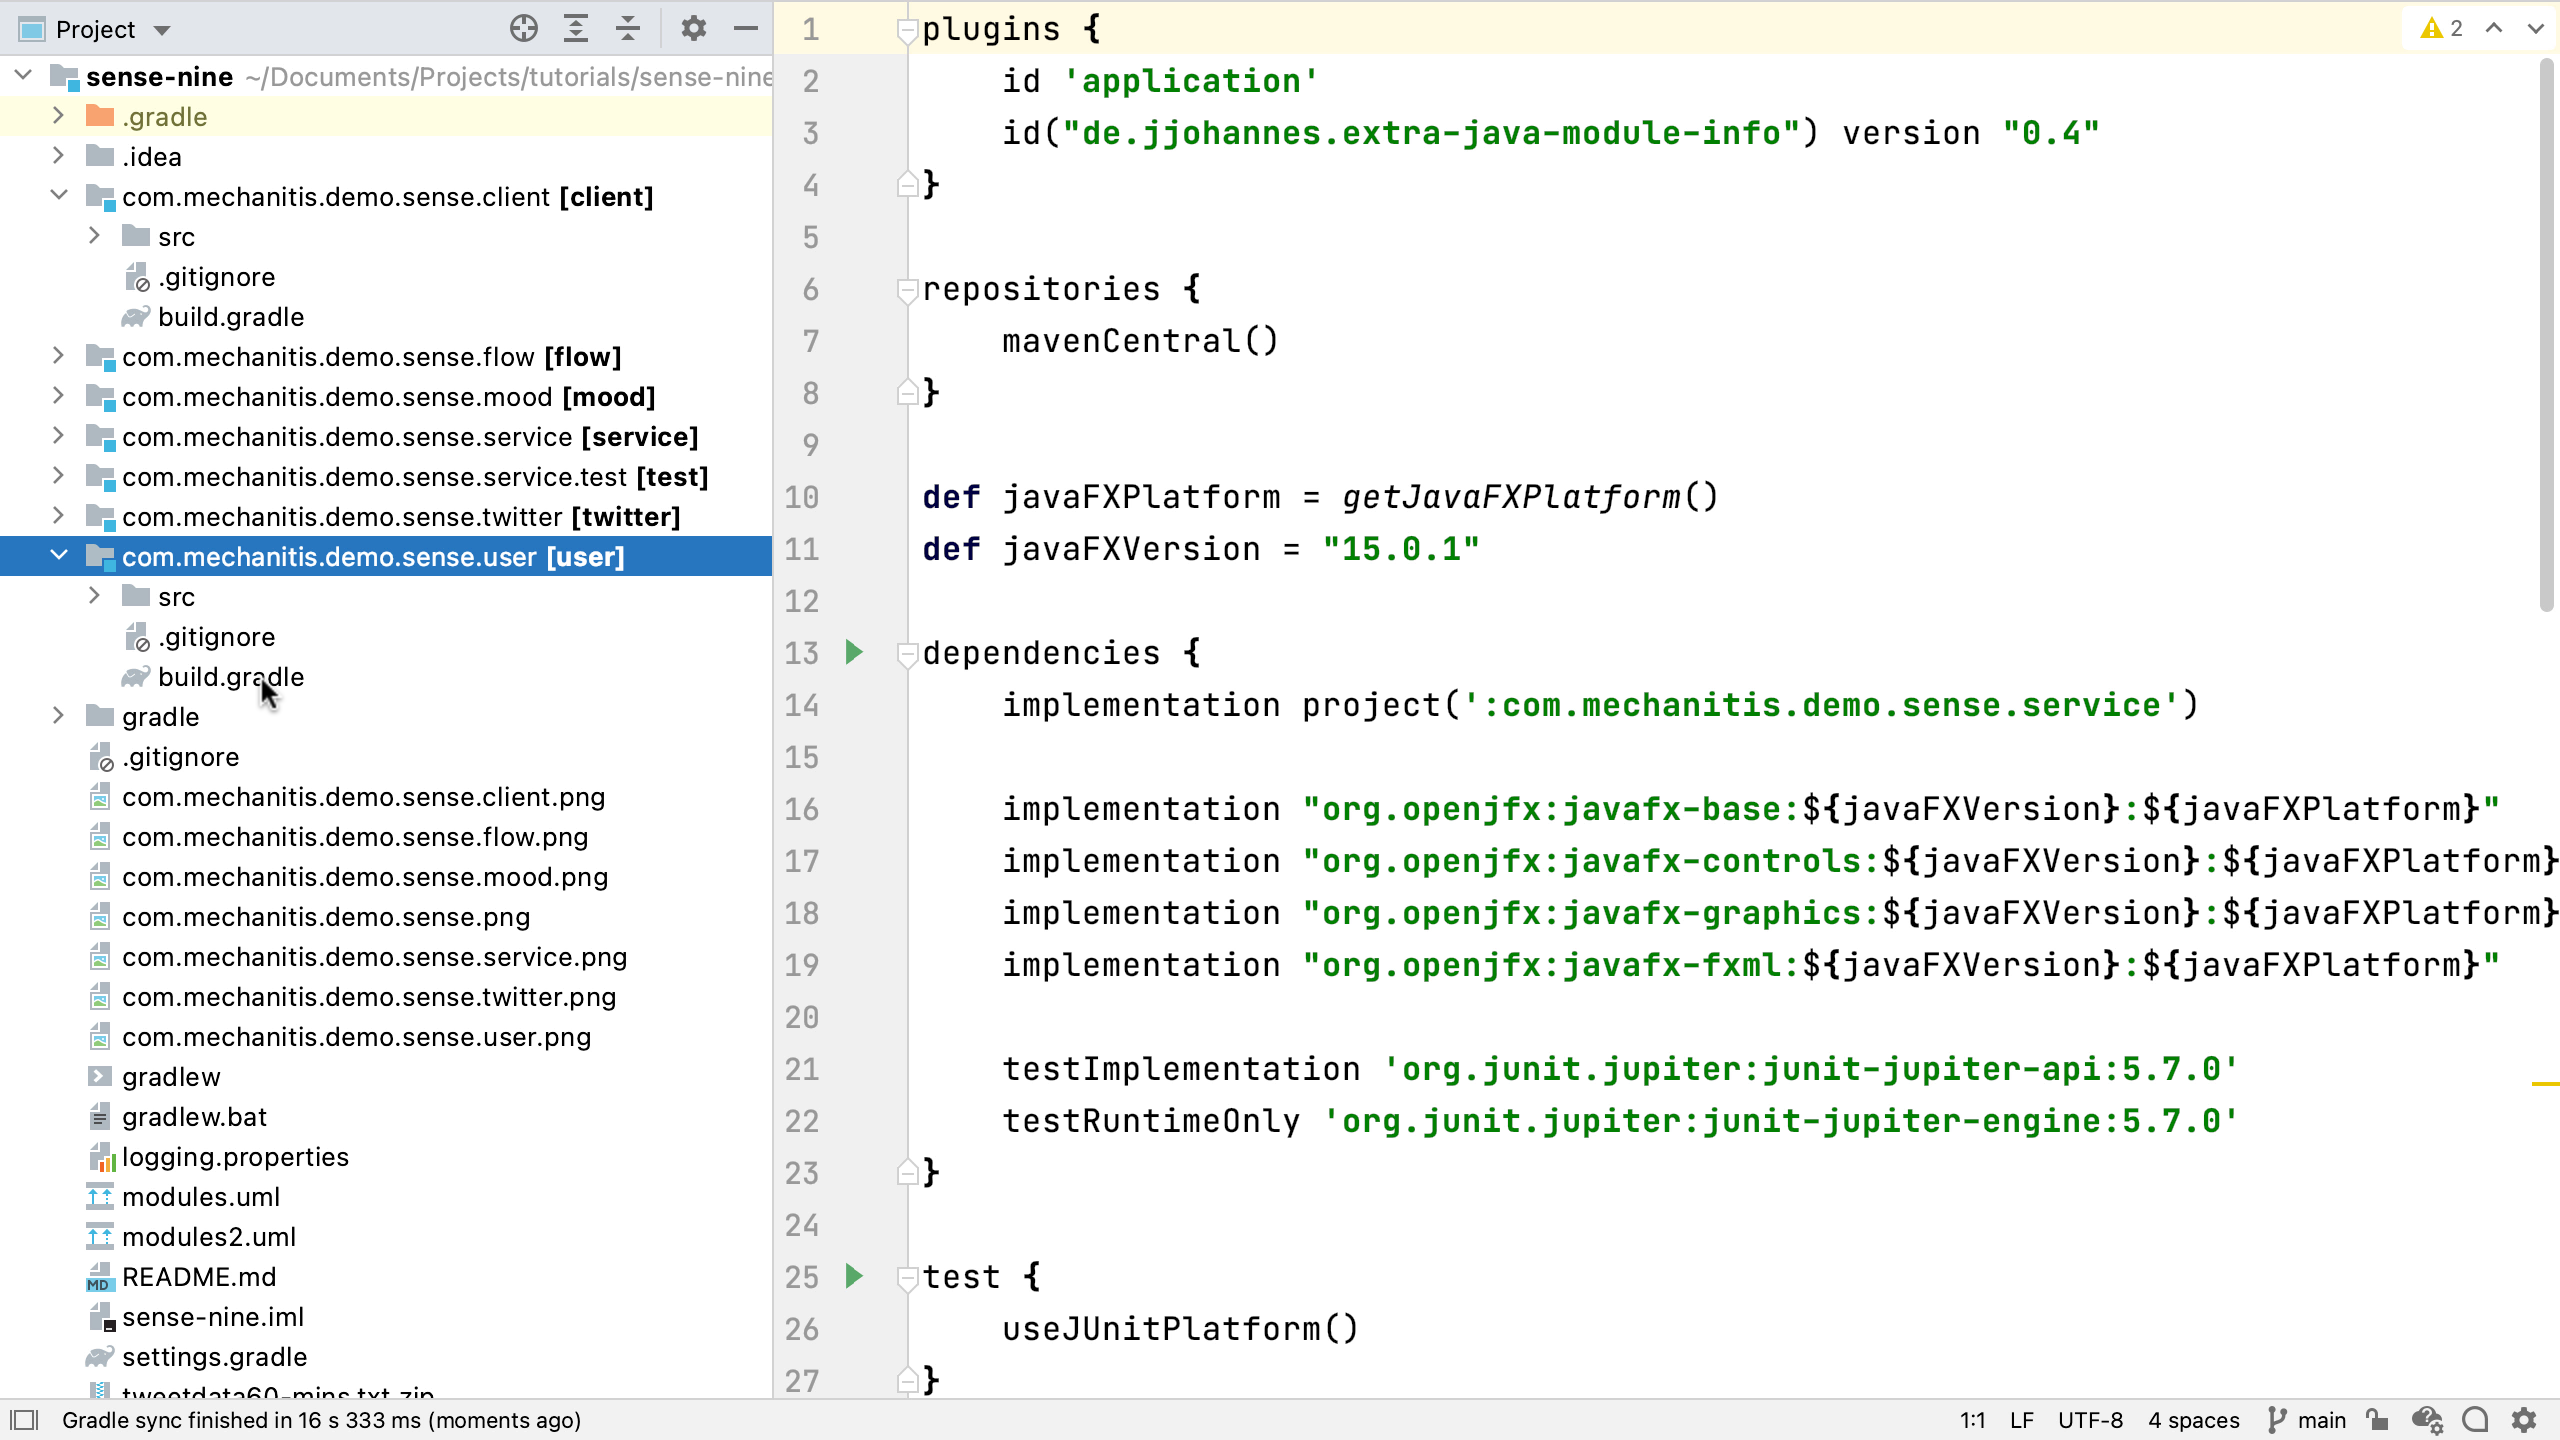 Project
sense-nine ~/Documents/Projects/tutorials/sense-nine
.gradle
.idea
com.mechanitis.demo.sense.client [client]
src
.gitignore
build.gradle
com.mechanitis.demo.sense.flow [flow]
com.mechanitis.demo.sense.mood [mood]
com.mechanitis.demo.sense.service [service]
com.mechanitis.demo.sense.service.test [test]
com.mechanitis.demo.sense.twitter [twitter]
com.mechanitis.demo.sense.user [user]
src
.gitignore
build.gradle
gradle
.gitignore
com.mechanitis.demo.sense.client.png
com.mechanitis.demo.sense.flow.png
com.mechanitis.demo.sense.mood.png
com.mechanitis.demo.sense.png
com.mechanitis.demo.sense.service.png
com.mechanitis.demo.sense.twitter.png
com.mechanitis.demo.sense.user.png
gradlew
gradlew.bat
logging.properties
modules.uml
modules2.uml
MD README.md
sense-nine.iml
settings.gradle
tweetdata60-mins.txt.zip
1 plugins {
2 id 'application'
3 id("de.jjohannes.extra-java-module-info") version "0.4"
4 }
5
6 repositories {
7 mavenCentral()
8 }
9
10 def javaFXPlatform = getJavaFXPlatform()
11 def javaFXVersion = "15.0.1"
12
13 dependencies {
14 implementation project(':com.mechanitis.demo.sense.service')
15
16 implementation "org.openjfx:javafx-base:${javaFXVersion}:${javaFXPlatform}"
17 implementation "org.openjfx:javafx-controls:${javaFXVersion}:${javaFXPlatform}
18 implementation "org.openjfx:javafx-graphics:${javaFXVersion}:${javaFXPlatform}
19 implementation "org.openjfx:javafx-fxml:${javaFXVersion}:${javaFXPlatform}"
20
21 testImplementation 'org.junit.jupiter:junit-jupiter-api:5.7.0'
22 testRuntimeOnly 'org.junit.jupiter:junit-jupiter-engine:5.7.0'
23 }
24
25 test {
26 useJUnitPlatform()
27 }
2
Gradle sync finished in 16 s 333 ms (moments ago)
1:1 LF UTF-8 4 spaces main